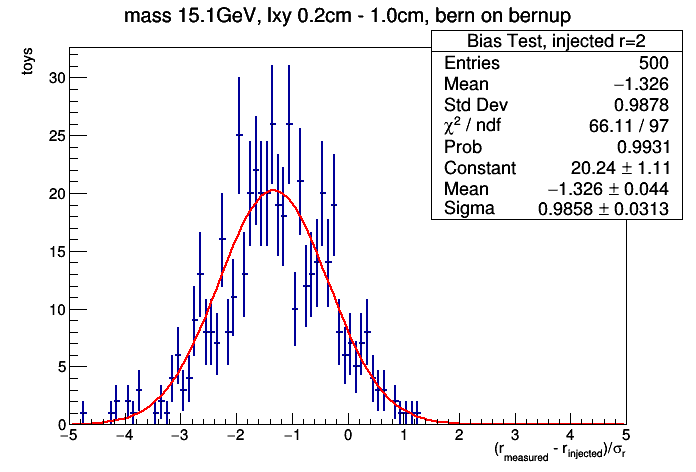 mass 15.1GeV, lxy 0.2cm - 1.0cm, bern on bernup
Bias Test, injected r=2
Entries 500
Mean −1.326
Std Dev 0.9878
χ² / ndf 66.11 / 97
Prob 0.9931
Constant 20.24 ± 1.11
Mean −1.326 ± 0.044
Sigma 0.9858 ± 0.0313
toys
30
25
20
15
10
5
0
−5 −4 −3 −2 −1 0 1 2 3 4 5
(r_measured - r_injected)/σ_r